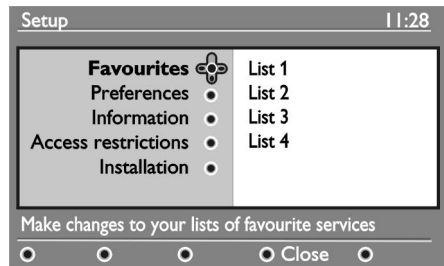 Setup 11:28
Favourites List 1
Preferences List 2
Information List 3
Access restrictions List 4
Installation
Make changes to your lists of favourite services
Close